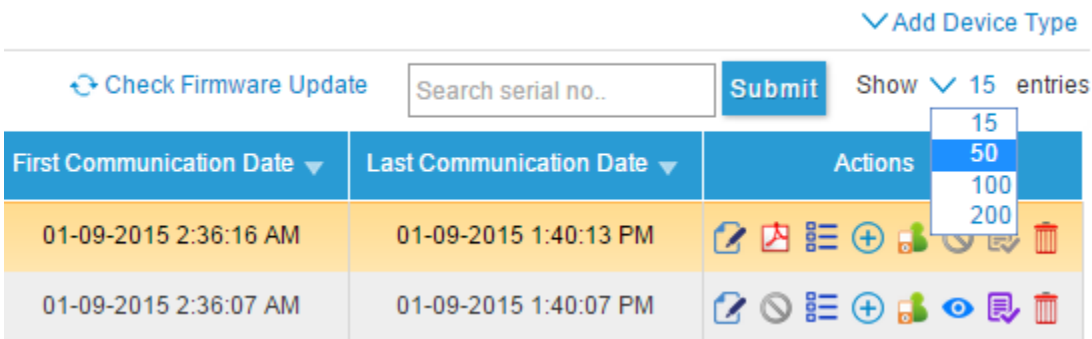 Add Device Type
Check Firmware Update Search serial no.. Submit Show 15 entries
15
50
100
200
First Communication Date Last Communication Date Actions
01-09-2015 2:36:16 AM 01-09-2015 1:40:13 PM
01-09-2015 2:36:07 AM 01-09-2015 1:40:07 PM